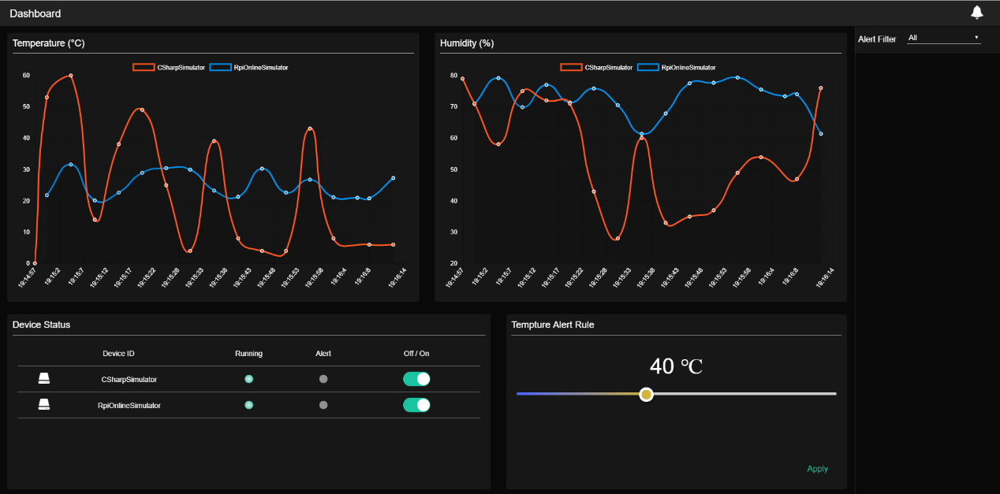 Dashboard
Temperature (°C)
CSharpSimulator RpiOnlineSimulator
60
50
40
30
20
10
0
19:14:57 19:15:2 19:15:7 19:15:12 19:15:17 19:15:22 19:15:28 19:15:33 19:15:38 19:15:43 19:15:48 19:15:53 19:15:58 19:16:4 19:16:8 19:16:14
Humidity (%)
CSharpSimulator RpiOnlineSimulator
80
70
60
50
40
30
20
19:14:57 19:15:2 19:15:7 19:15:12 19:15:17 19:15:22 19:15:28 19:15:33 19:15:38 19:15:43 19:15:48 19:15:53 19:15:58 19:16:4 19:16:8 19:16:14
Alert Filter All
Device Status
Device ID Running Alert Off / On
CSharpSimulator
RpiOnlineSimulator
Tempture Alert Rule
40 °C
Apply